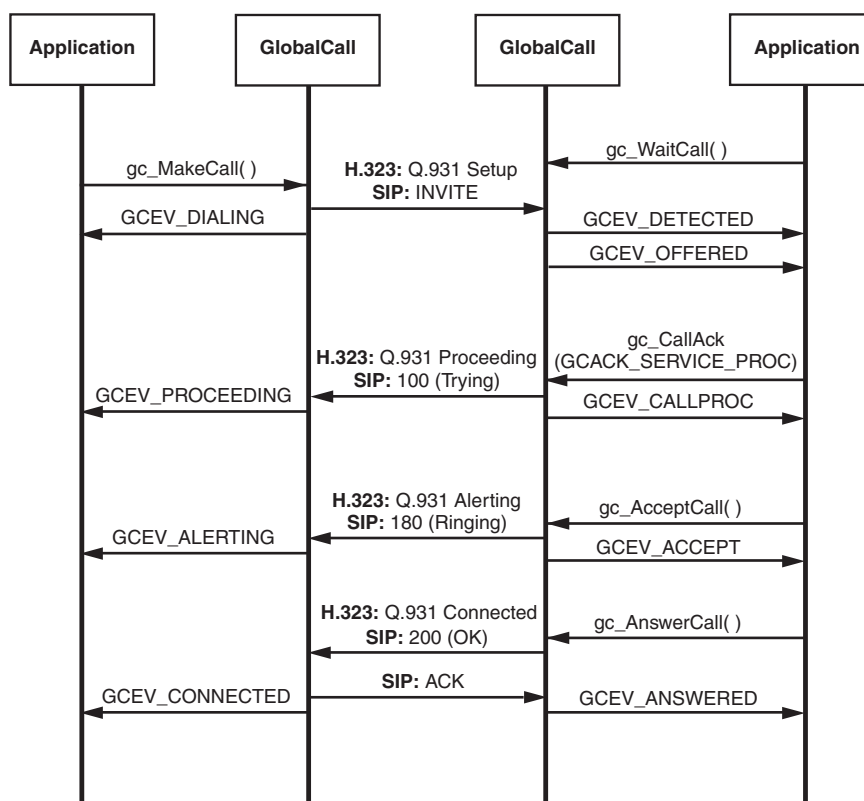 Application
GlobalCall
GlobalCall
Application
gc_WaitCall( )
gc_MakeCall( )
H.323: Q.931 Setup
SIP: INVITE
GCEV_DIALING
GCEV_DETECTED
GCEV_OFFERED
gc_CallAck
(GCACK_SERVICE_PROC)
H.323: Q.931 Proceeding
SIP: 100 (Trying)
GCEV_PROCEEDING
GCEV_CALLPROC
H.323: Q.931 Alerting
SIP: 180 (Ringing)
gc_AcceptCall( )
GCEV_ALERTING
GCEV_ACCEPT
H.323: Q.931 Connected
SIP: 200 (OK)
gc_AnswerCall( )
SIP: ACK
GCEV_CONNECTED
GCEV_ANSWERED